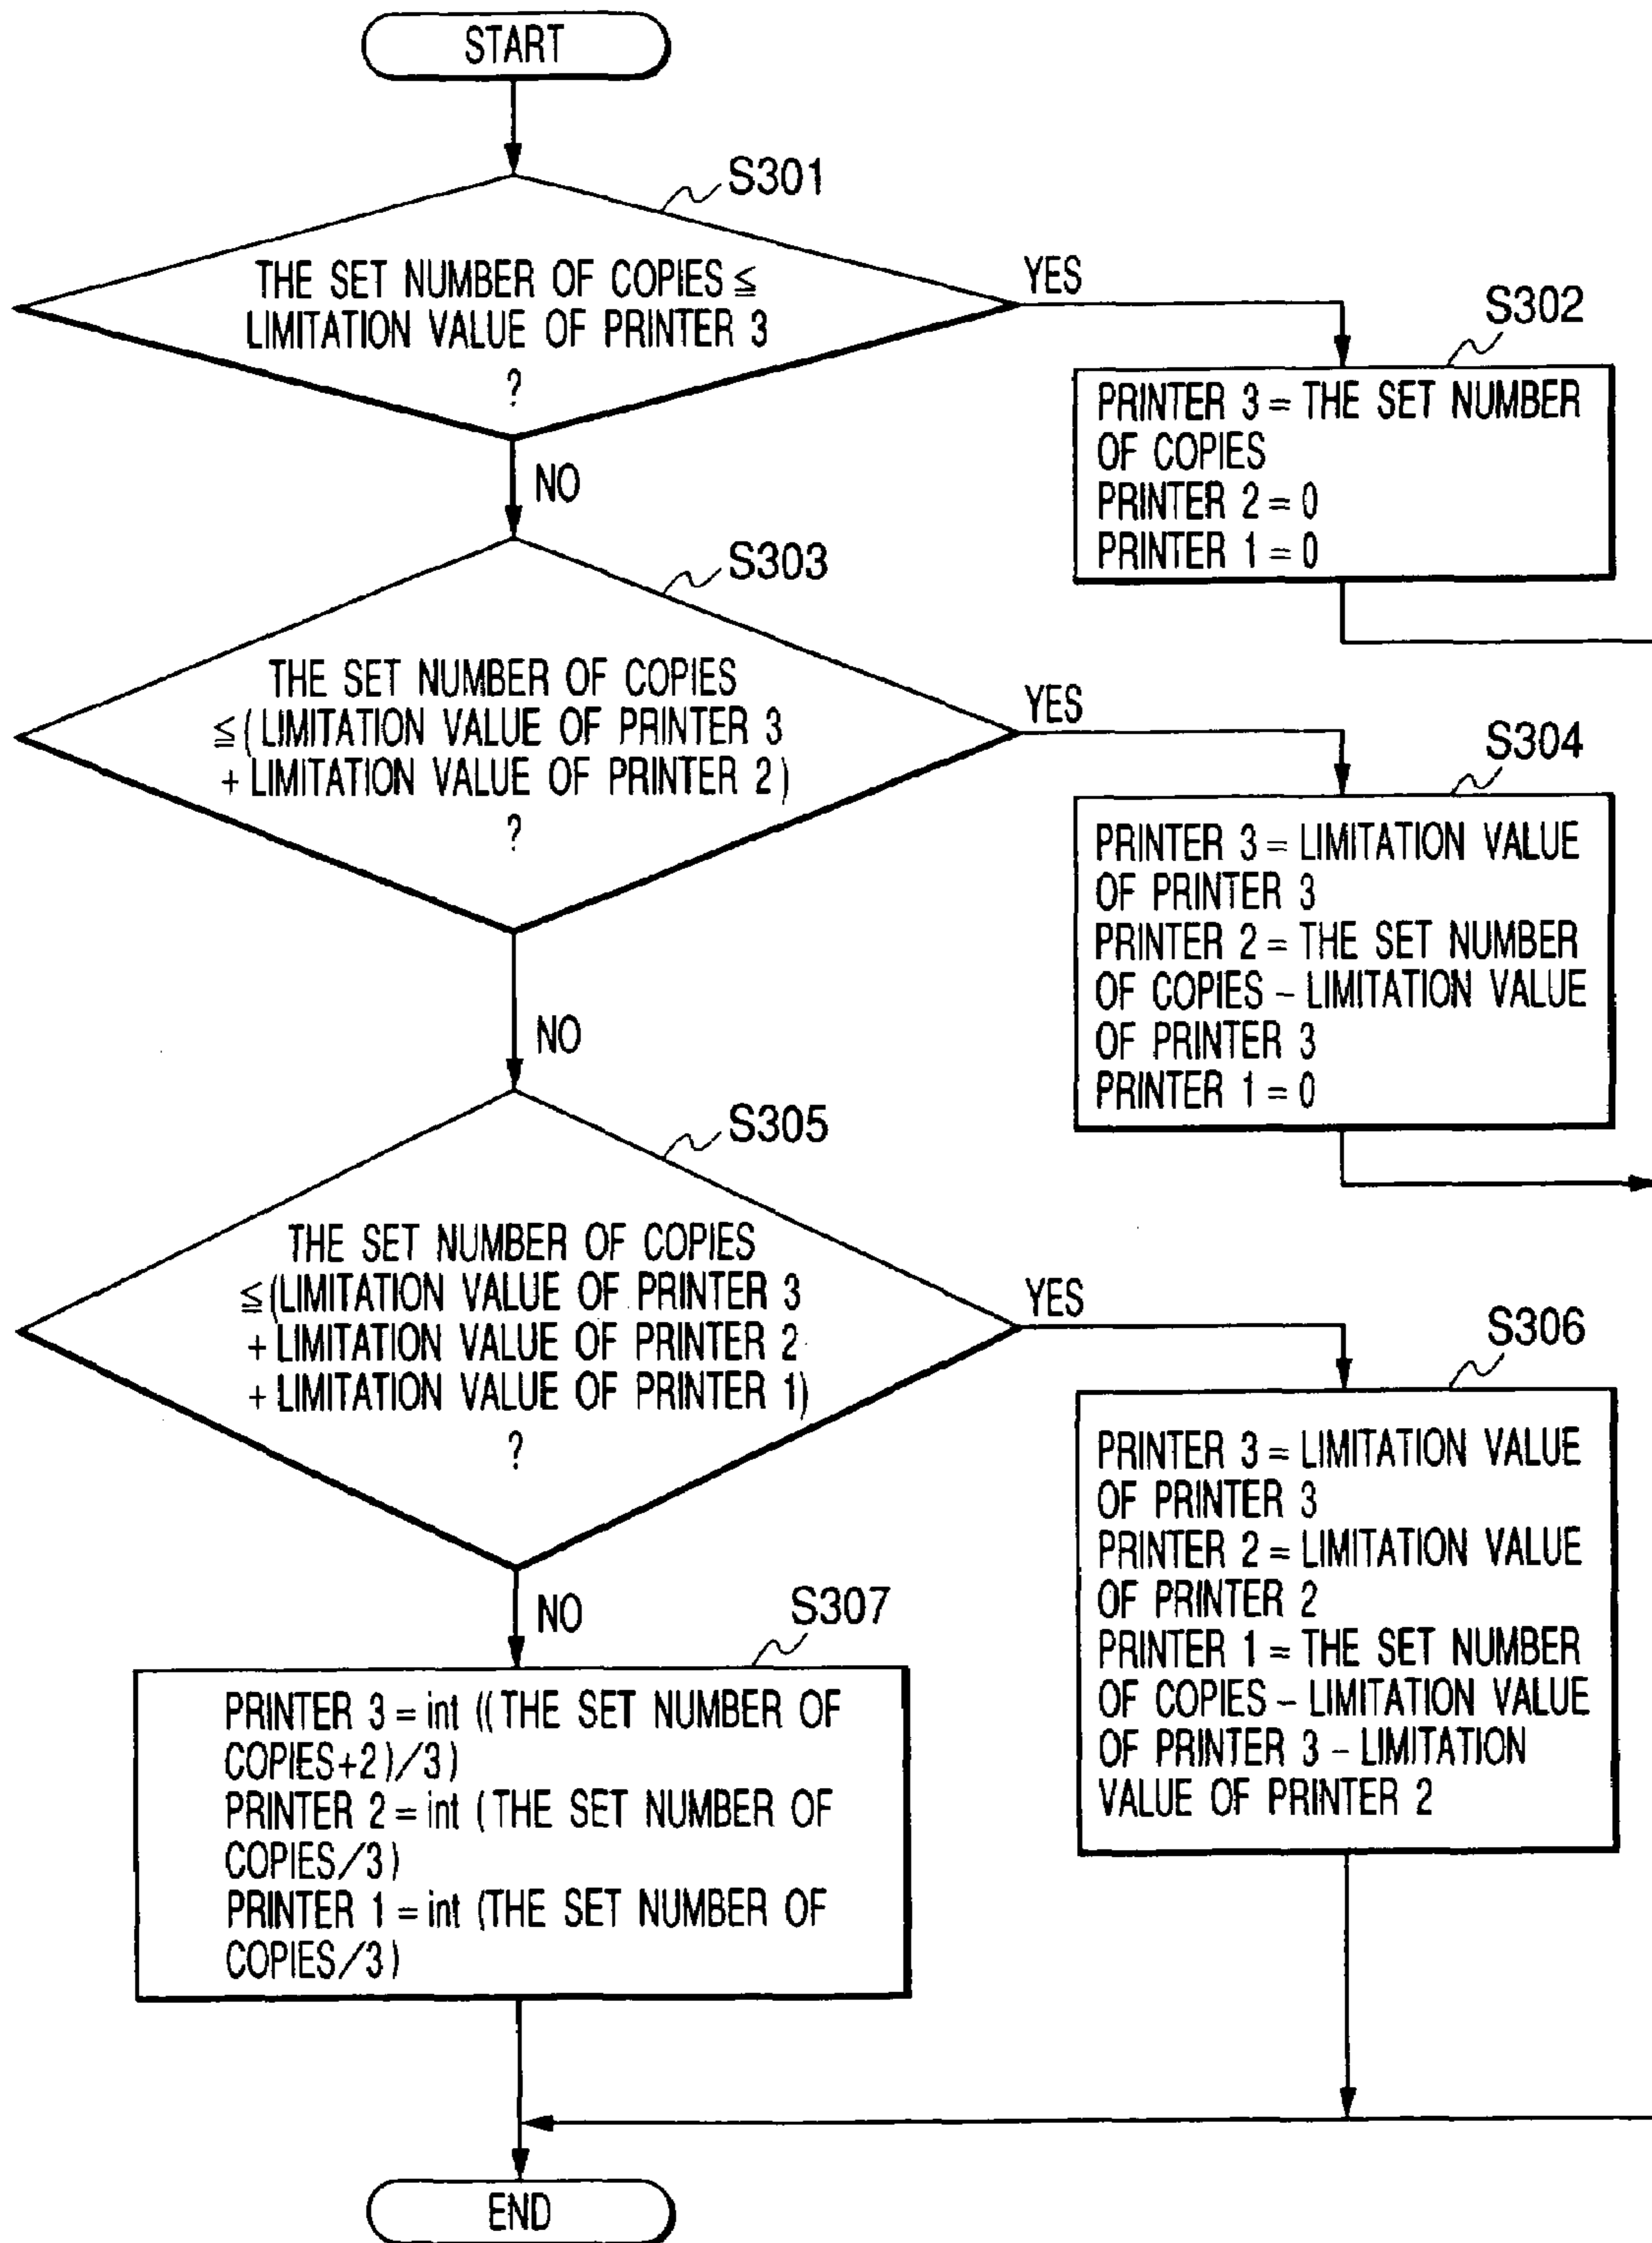 START
S301
THE SET NUMBER OF COPIES ≦
LIMITATION VALUE OF PRINTER 3
?
YES
S302
PRINTER 3 = THE SET NUMBER
OF COPIES
PRINTER 2 = 0
PRINTER 1 = 0
NO
S303
THE SET NUMBER OF COPIES
≦(LIMITATION VALUE OF PRINTER 3
+ LIMITATION VALUE OF PRINTER 2)
?
YES
S304
PRINTER 3 = LIMITATION VALUE
OF PRINTER 3
PRINTER 2 = THE SET NUMBER
OF COPIES – LIMITATION VALUE
OF PRINTER 3
PRINTER 1 = 0
NO
S305
THE SET NUMBER OF COPIES
≦(LIMITATION VALUE OF PRINTER 3
+ LIMITATION VALUE OF PRINTER 2
+ LIMITATION VALUE OF PRINTER 1)
?
YES
S306
PRINTER 3 = LIMITATION VALUE
OF PRINTER 3
PRINTER 2 = LIMITATION VALUE
OF PRINTER 2
PRINTER 1 = THE SET NUMBER
OF COPIES – LIMITATION VALUE
OF PRINTER 3 – LIMITATION
VALUE OF PRINTER 2
NO
S307
PRINTER 3 = int ((THE SET NUMBER OF
COPIES+2)/3)
PRINTER 2 = int (THE SET NUMBER OF
COPIES/3)
PRINTER 1 = int (THE SET NUMBER OF
COPIES/3)
END